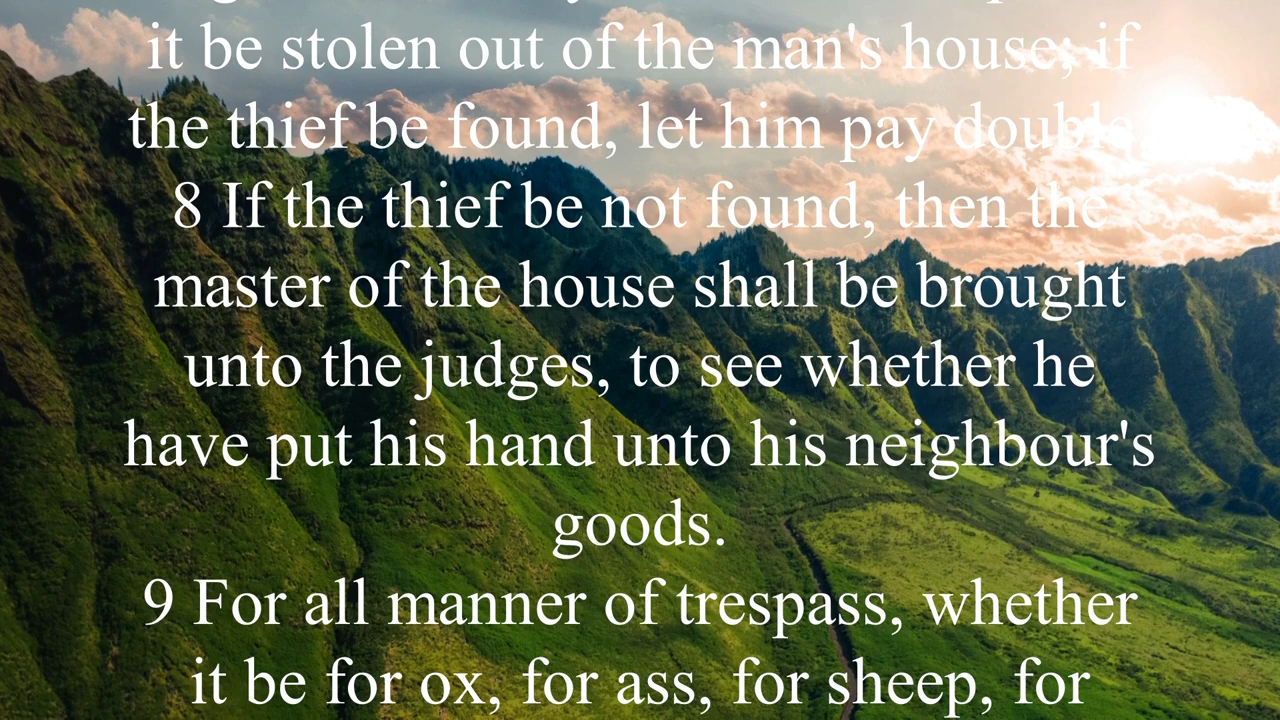 it be stolen out of the man's house; if
the thief be found, let him pay double.
8 If the thief be not found, then the
master of the house shall be brought
unto the judges, to see whether he
have put his hand unto his neighbour's
goods.
9 For all manner of trespass, whether
it be for ox, for ass, for sheep, for